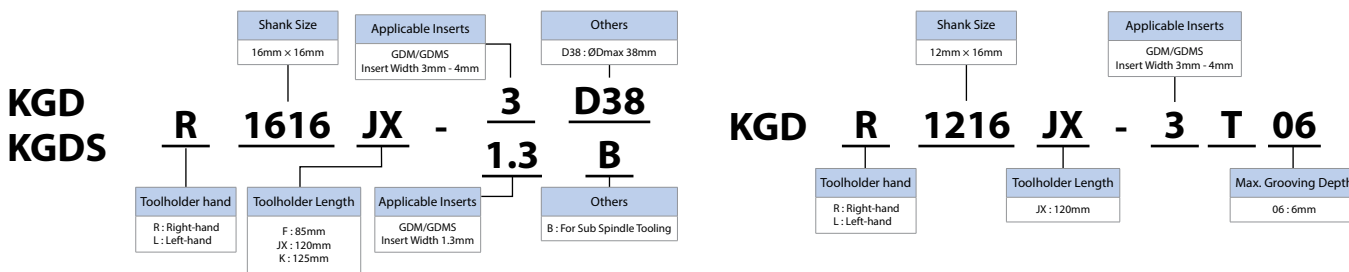 Shank Size
16mm × 16mm
Applicable Inserts
GDM/GDMS
Insert Width 3mm - 4mm
Others
D38 : ØDmax 38mm
KGD
KGDS
R 1616 JX - 3 D38
1.3 B
Toolholder hand
R : Right-hand
L : Left-hand
Toolholder Length
F : 85mm
JX : 120mm
K : 125mm
Applicable Inserts
GDM/GDMS
Insert Width 1.3mm
Others
B : For Sub Spindle Tooling
Shank Size
12mm × 16mm
Applicable Inserts
GDM/GDMS
Insert Width 3mm - 4mm
KGD R 1216 JX - 3 T 06
Toolholder hand
R : Right-hand
L : Left-hand
Toolholder Length
JX : 120mm
Max. Grooving Depth
06 : 6mm